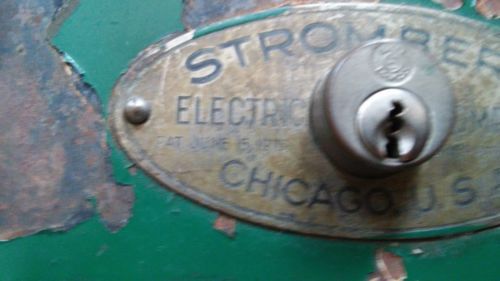 STROMBER
ELECTRIC
PAT. JUNE 15, 19
CHICAGO, U.S.